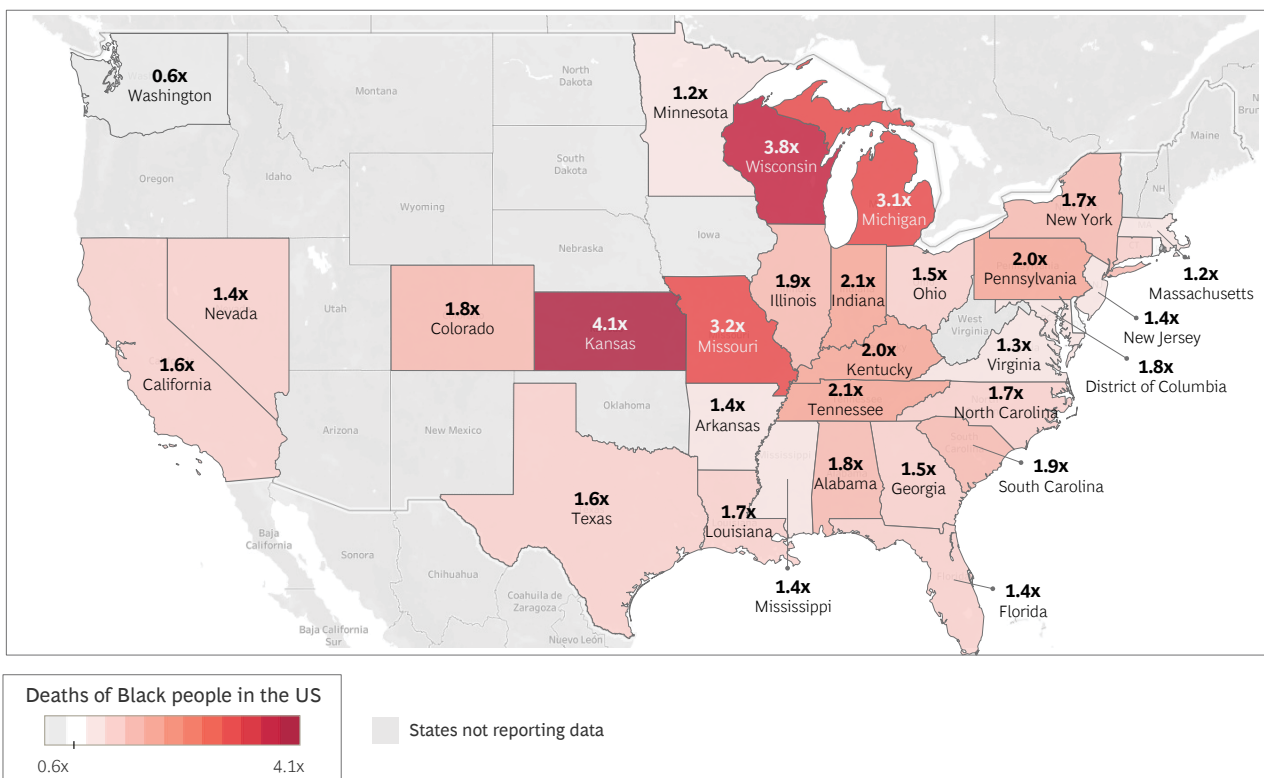 0.6x
Washington
Montana
North
Dakota
1.2x
Minnesota
Maine
Oregon
Idaho
South
Dakota
3.8x
Wisconsin
NH
Wyoming
3.1x
Michigan
1.7x
New York
Nebraska
Iowa
1.4x
Nevada
Utah
1.8x
Colorado
4.1x
Kansas
3.2x
Missouri
1.9x
Illinois
2.1x
Indiana
1.5x
Ohio
2.0x
Pennsylvania
1.2x
Massachusetts
1.4x
New Jersey
West
Virginia
1.3x
Virginia
1.8x
District of Columbia
1.6x
California
2.0x
Kentucky
2.1x
Tennessee
1.7x
North Carolina
Arizona
New Mexico
Oklahoma
1.4x
Arkansas
Mississippi
1.8x
Alabama
1.5x
Georgia
South
Carolina
1.9x
South Carolina
1.6x
Texas
1.7x
Louisiana
1.4x
Mississippi
1.4x
Florida
Baja
California
Sonora
Chihuahua
Coahuila de
Zaragoza
Baja California
Sur
Nuevo León
Deaths of Black people in the US
0.6x
4.1x
States not reporting data